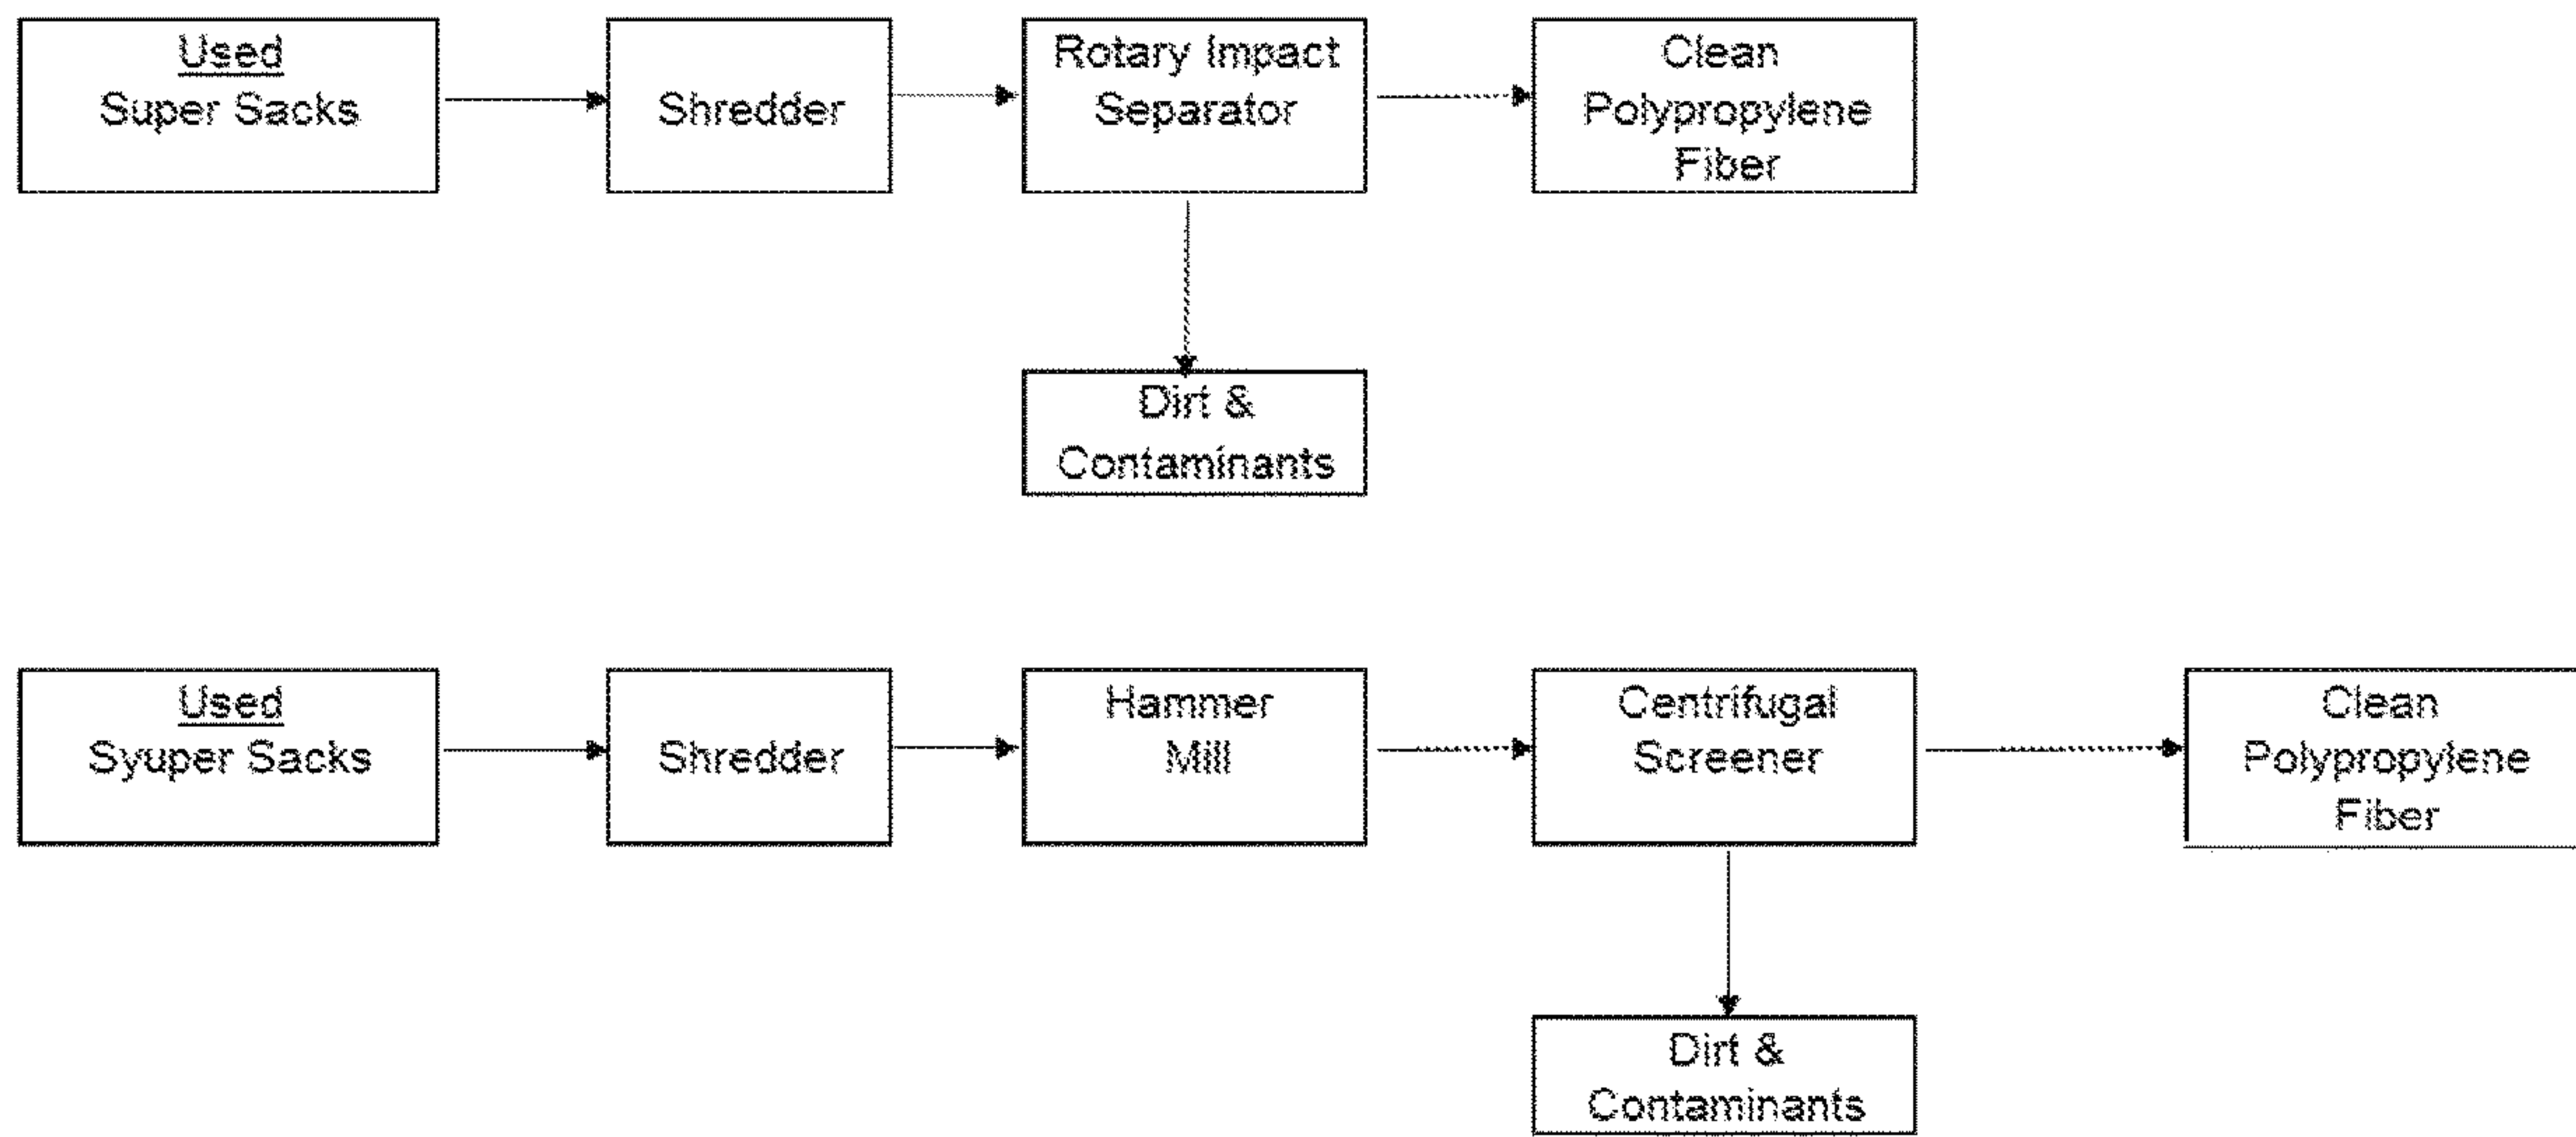 Used
Super Sacks
Shredder
Rotary Impact
Separator
Clean
Polypropylene
Fiber
Dirt &
Contaminants
Used
Syuper Sacks
Shredder
Hammer
Mill
Centrifugal
Screener
Clean
Polypropylene
Fiber
Dirt &
Contaminants